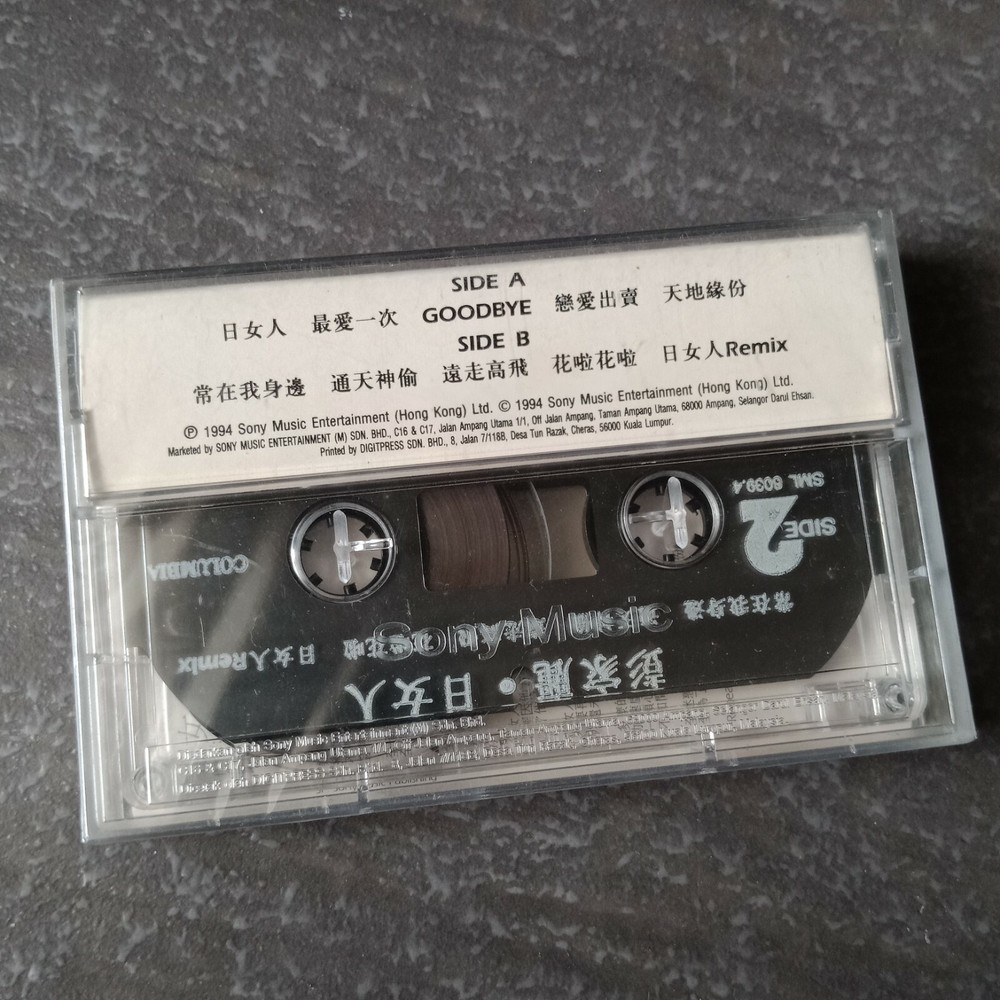 SIDE A
日女人 最愛一次 GOODBYE 戀愛出賣 天地緣份
SIDE B
常在我身邊 通天神偷 遠走高飛 花啦花啦 日女人Remix
℗ 1994 Sony Music Entertainment (Hong Kong) Ltd. © 1994 Sony Music Entertainment (Hong Kong) Ltd.
Marketed by SONY MUSIC ENTERTAINMENT (M) SDN. BHD., C16 & C17, Jalan Ampang Utama 1/1, Off Jalan Ampang, Taman Ampang Utama, 68000 Ampang, Selangor Darul Ehsan.
Printed by DIGITPRESS SDN. BHD., 8, Jalan 7/118B, Desa Tun Razak, Cheras, 56000 Kuala Lumpur.
彭家麗·日女人
Sony Music
常在我身邊 日女人Remix
SIDE 2
SML 6039.4
COLUMBIA